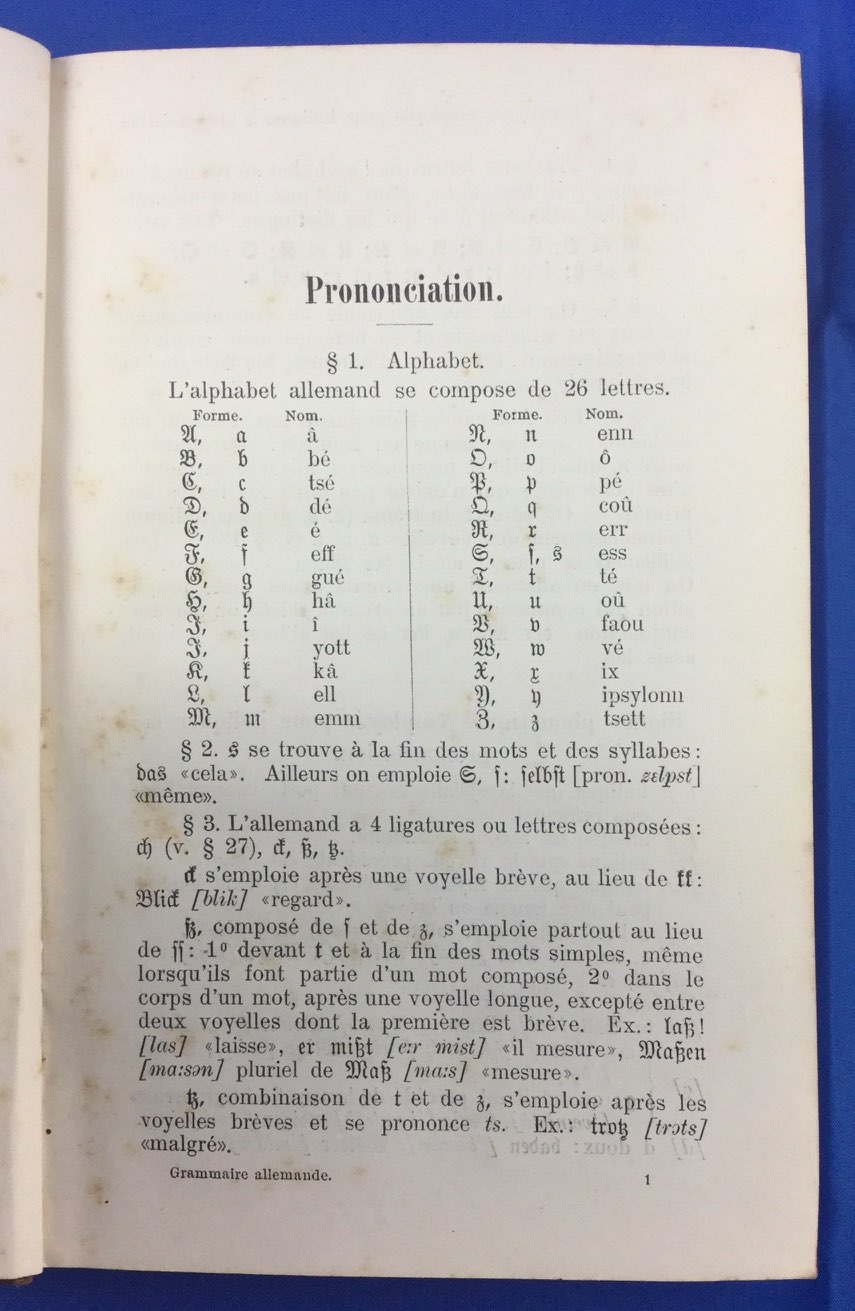 Prononciation.
§ 1. Alphabet.
L'alphabet allemand se compose de 26 lettres.
Forme. Nom. Forme. Nom.
A, a â N, n enn
B, b bé O, o ô
C, c tsé P, p pé
D, d dé Q, q coû
E, e é R, r err
F, f eff S, ſ, s ess
G, g gué T, t té
H, h hâ U, u oû
I, i î V, v faou
J, j yott W, w vé
K, k kâ X, x ix
L, l ell Y, y ipsylonn
M, m emm Z, z tsett
§ 2. s se trouve à la fin des mots et des syllabes:
das «cela». Ailleurs on emploie S, ſ: ſelbſt [pron. zɛlpst]
«même».
§ 3. L'allemand a 4 ligatures ou lettres composées:
ch (v. § 27), ck, ß, tz.
ck s'emploie après une voyelle brève, au lieu de kk:
Blick [blik] «regard».
ß, composé de ſ et de z, s'emploie partout au lieu
de ſſ: 1º devant t et à la fin des mots simples, même
lorsqu'ils font partie d'un mot composé, 2º dans le
corps d'un mot, après une voyelle longue, excepté entre
deux voyelles dont la première est brève. Ex.: laß!
[las] «laisse», er mißt [e:r mist] «il mesure», Maßen
[ma:sən] pluriel de Maß [ma:s] «mesure».
tz, combinaison de t et de z, s'emploie après les
voyelles brèves et se prononce ts. Ex.: trotz [trɔts]
«malgré».
Grammaire allemande. 1